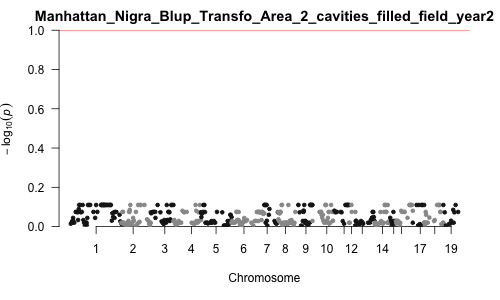 Manhattan_Nigra_Blup_Transfo_Area_2_cavities_filled_field_year2
1.0
0.8
0.6
0.4
0.2
0.0
− log10(p)
1 2 3 4 5 6 7 8 9 10 12 14 17 19
Chromosome